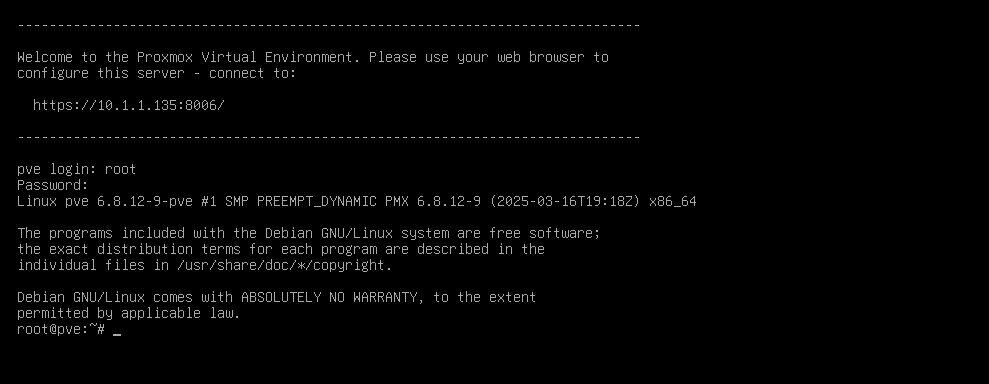 ------------------------------------------------------------------------------
Welcome to the Proxmox Virtual Environment. Please use your web browser to
configure this server - connect to:
https://10.1.1.135:8006/
------------------------------------------------------------------------------
pve login: root
Password:
Linux pve 6.8.12-9-pve #1 SMP PREEMPT_DYNAMIC PMX 6.8.12-9 (2025-03-16T19:18Z) x86_64
The programs included with the Debian GNU/Linux system are free software;
the exact distribution terms for each program are described in the
individual files in /usr/share/doc/*/copyright.
Debian GNU/Linux comes with ABSOLUTELY NO WARRANTY, to the extent
permitted by applicable law.
root@pve:~# _